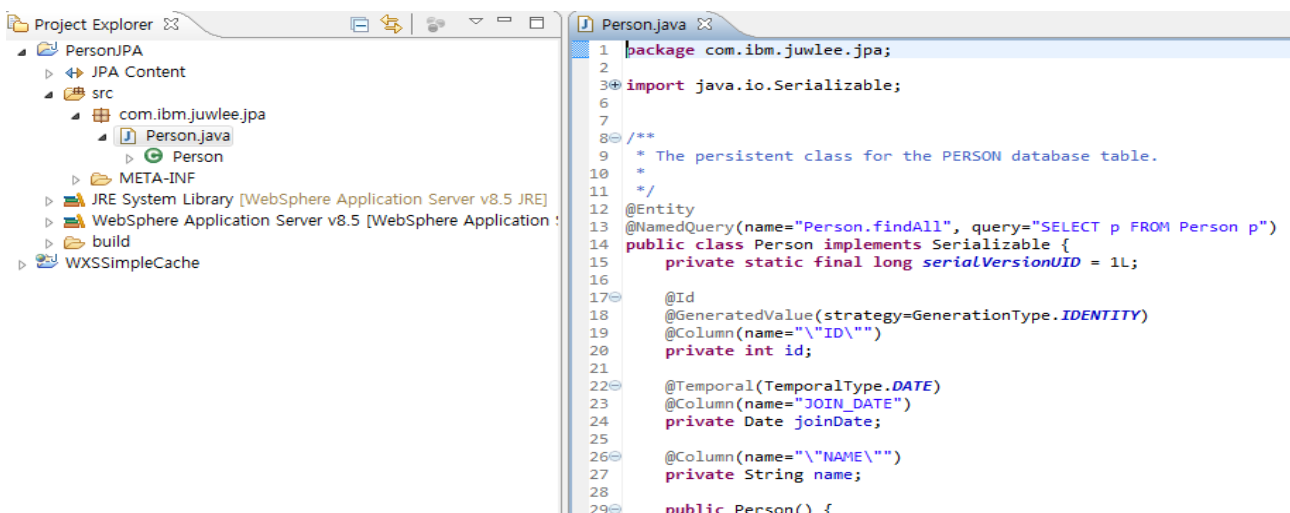 Project Explorer
PersonJPA
JPA Content
src
com.ibm.juwlee.jpa
Person.java
Person
META-INF
JRE System Library [WebSphere Application Server v8.5 JRE]
WebSphere Application Server v8.5 [WebSphere Application
build
WXSSimpleCache
Person.java
1 package com.ibm.juwlee.jpa;
2
3 import java.io.Serializable;
6
7
8 /**
9 * The persistent class for the PERSON database table.
10 *
11 */
12 @Entity
13 @NamedQuery(name="Person.findAll", query="SELECT p FROM Person p")
14 public class Person implements Serializable {
15 private static final long serialVersionUID = 1L;
16
17 @Id
18 @GeneratedValue(strategy=GenerationType.IDENTITY)
19 @Column(name="\"ID\"")
20 private int id;
21
22 @Temporal(TemporalType.DATE)
23 @Column(name="JOIN_DATE")
24 private Date joinDate;
25
26 @Column(name="\"NAME\"")
27 private String name;
28
29 public Person() {